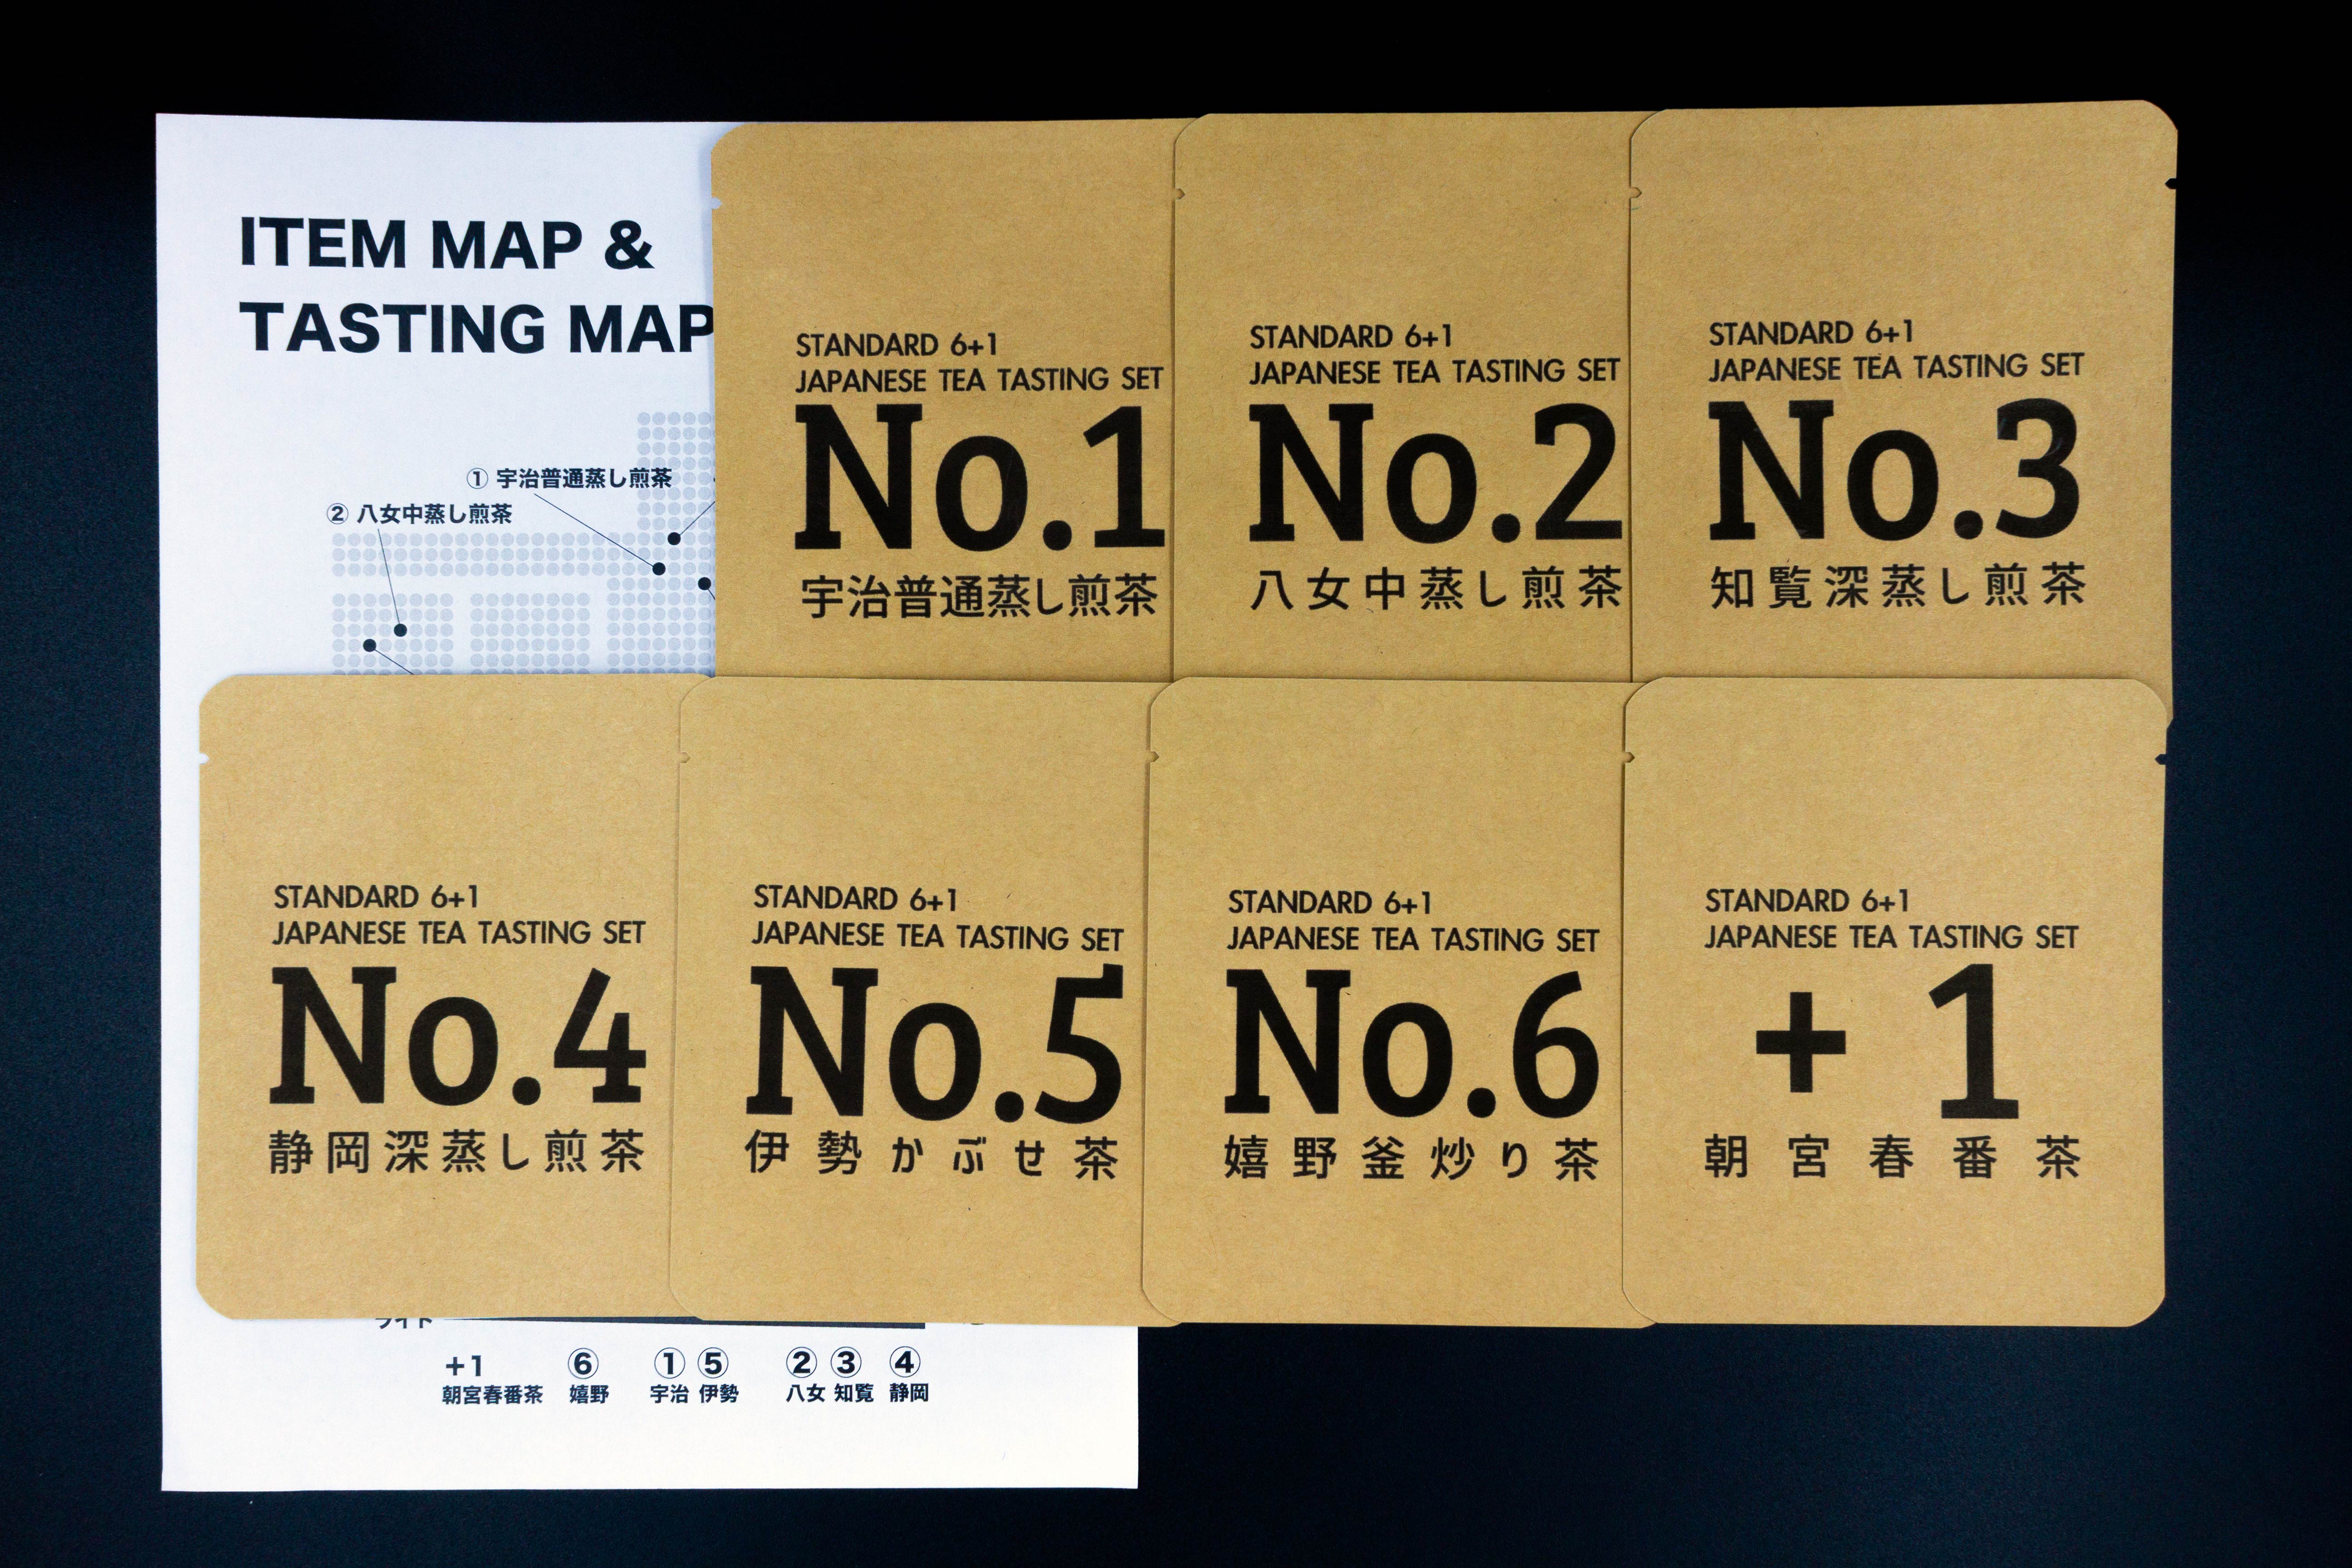 ITEM MAP &
TASTING MAP
① 宇治普通蒸し煎茶
② 八女中蒸し煎茶
STANDARD 6+1
JAPANESE TEA TASTING SET
No.1
宇治普通蒸し煎茶
STANDARD 6+1
JAPANESE TEA TASTING SET
No.2
八女中蒸し煎茶
STANDARD 6+1
JAPANESE TEA TASTING SET
No.3
知覧深蒸し煎茶
STANDARD 6+1
JAPANESE TEA TASTING SET
No.4
静岡深蒸し煎茶
STANDARD 6+1
JAPANESE TEA TASTING SET
No.5
伊勢かぶせ茶
STANDARD 6+1
JAPANESE TEA TASTING SET
No.6
嬉野釜炒り茶
STANDARD 6+1
JAPANESE TEA TASTING SET
+1
朝宮春番茶
+1 ⑥ ① ⑤ ② ③ ④
朝宮春番茶 嬉野 宇治 伊勢 八女 知覧 静岡